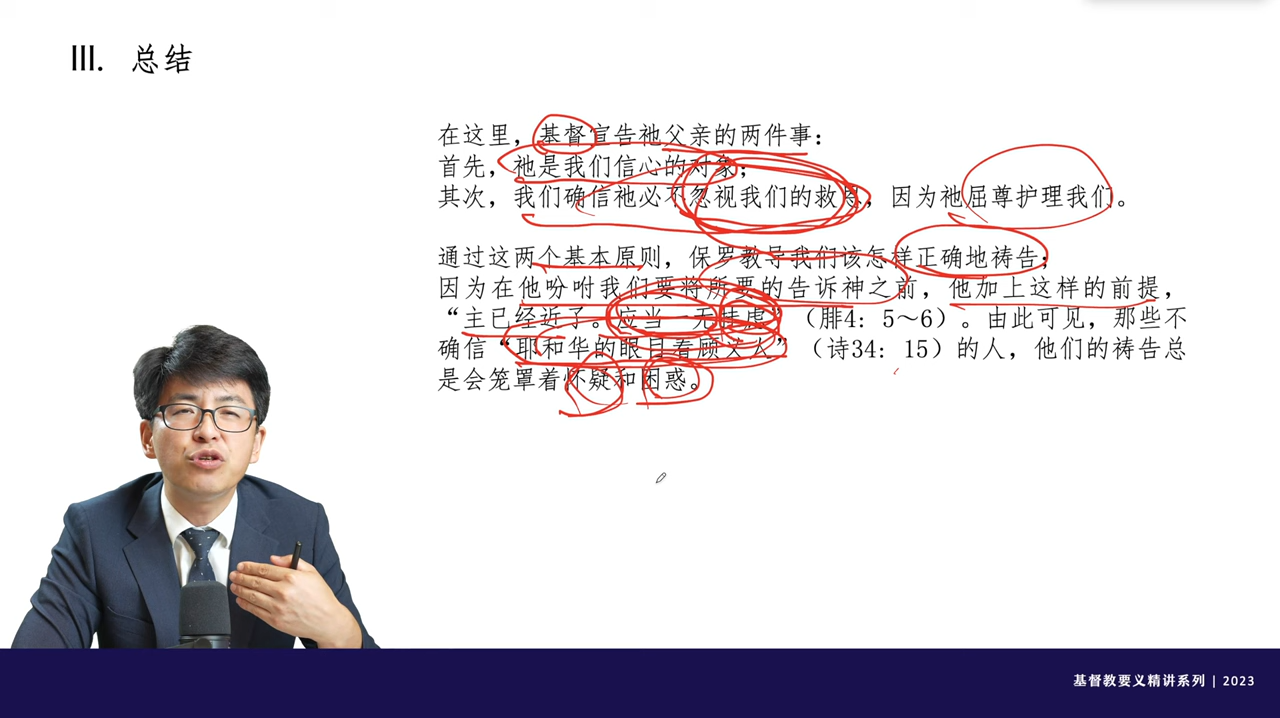 III. 总结
在这里，基督宣告祂父亲的两件事：
首先，祂是我们信心的对象；
其次，我们确信祂必不忽视我们的救恩，因为祂屈尊护理我们。
通过这两个基本原则，保罗教导我们该怎样正确地祷告；
因为在他吩咐我们要将所要的告诉神之前，他加上这样的前提，
“主已经近了。应当一无挂虑”（腓4：5～6）。由此可见，那些不
确信“耶和华的眼目看顾义人”（诗34：15）的人，他们的祷告总
是会笼罩着怀疑和困惑。
基督教要义精讲系列 | 2023